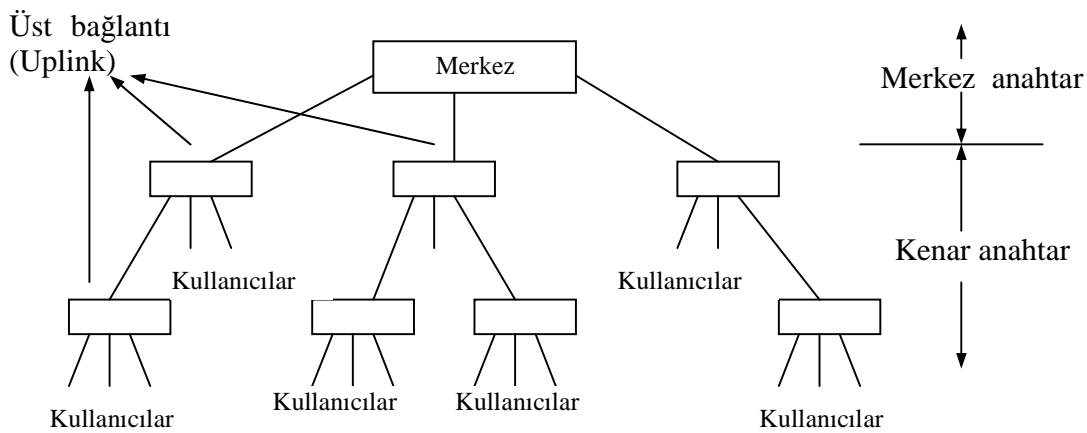 Üst bağlantı
(Uplink)
Merkez
Merkez anahtar
Kenar anahtar
Kullanıcılar
Kullanıcılar
Kullanıcılar
Kullanıcılar
Kullanıcılar
Kullanıcılar